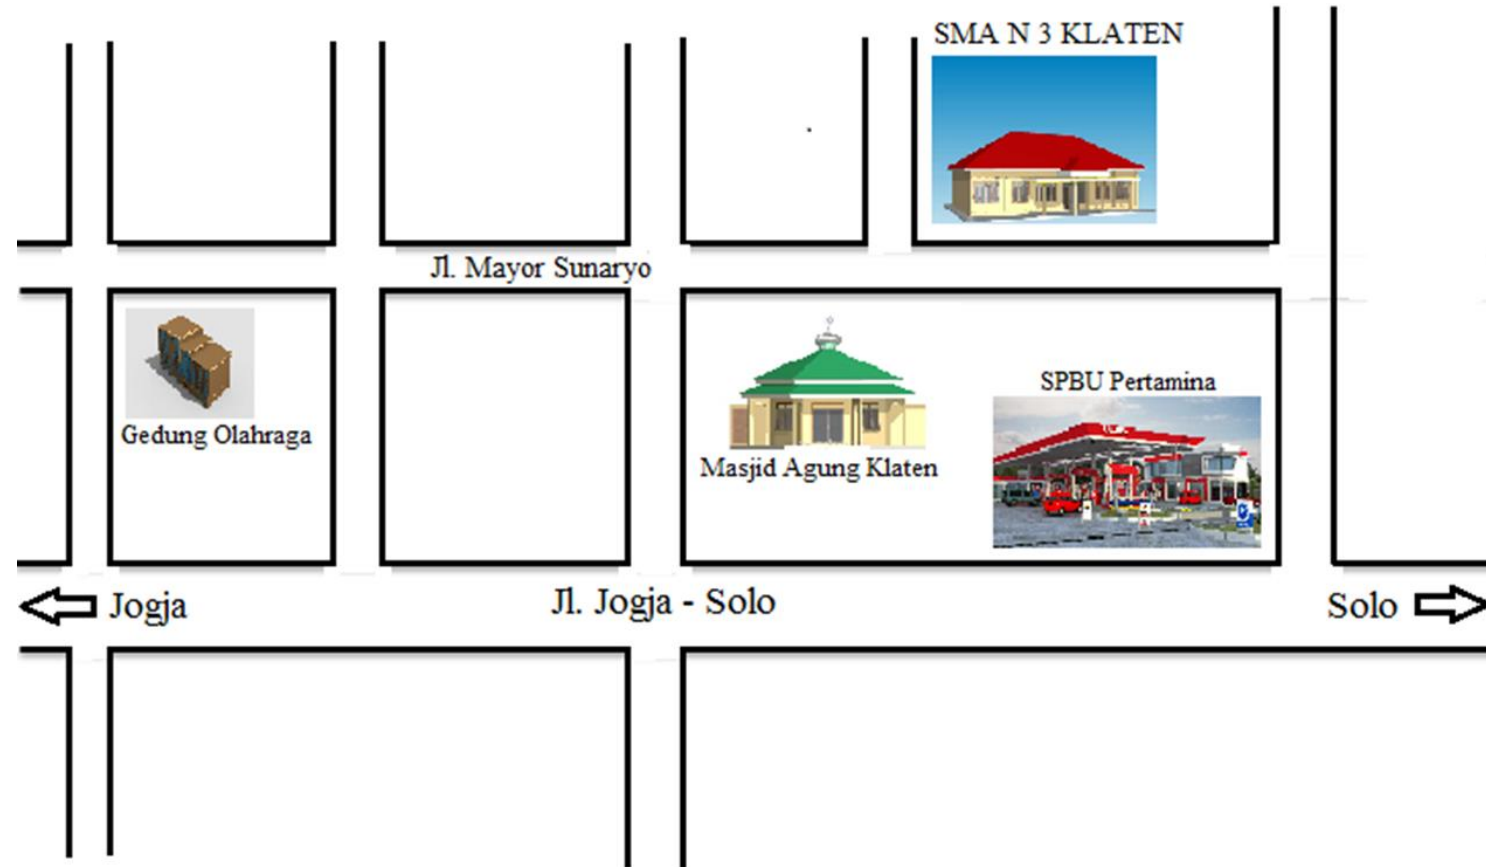 SMA N 3 KLATEN
Jl. Mayor Sunaryo
SPBU Pertamina
Gedung Olahraga
Masjid Agung Klaten
Jogja
Jl. Jogja - Solo
Solo